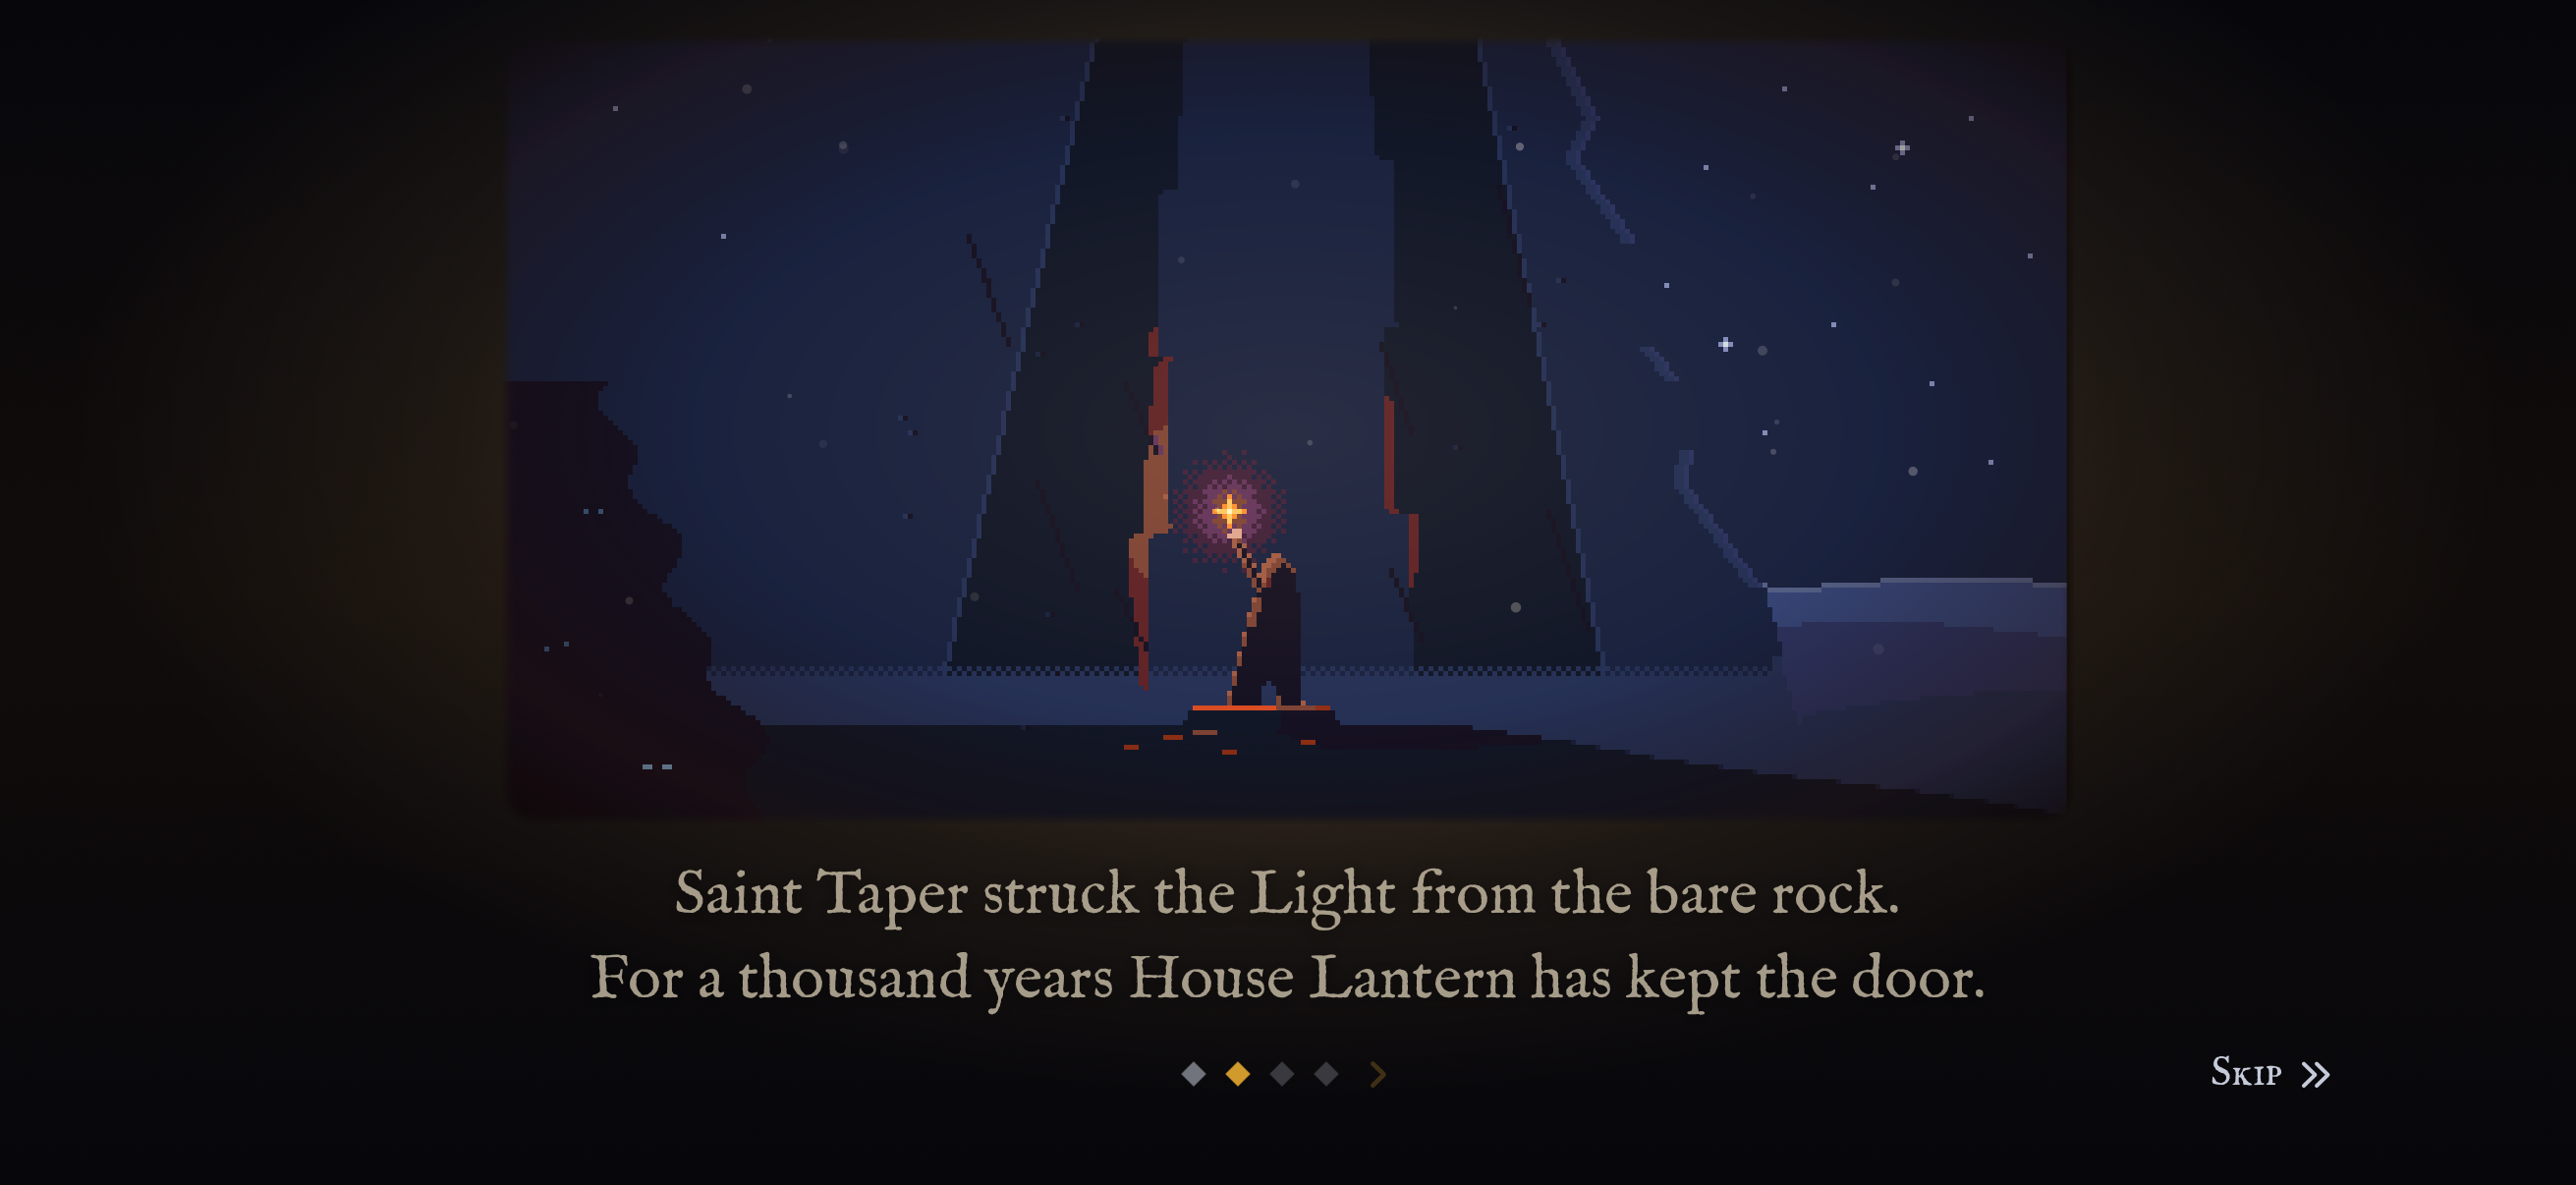 Saint Taper struck the Light from the bare rock.
For a thousand years House Lantern has kept the door.
Skip